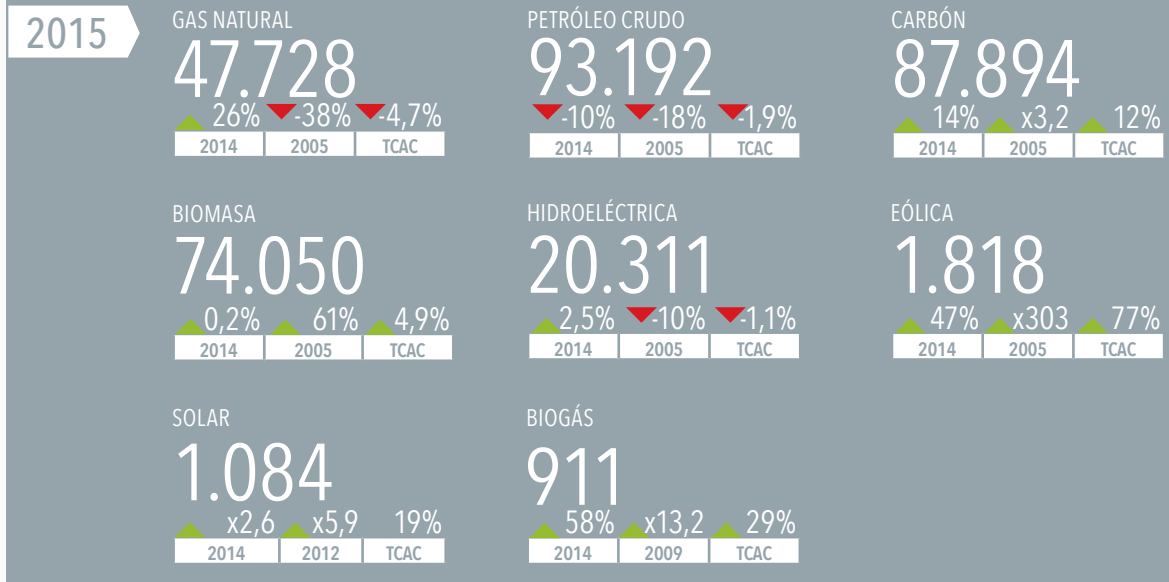 2015
GAS NATURAL
47.728
26% -38% -4,7%
2014 2005 TCAC
PETRÓLEO CRUDO
93.192
-10% -18% -1,9%
2014 2005 TCAC
CARBÓN
87.894
14% x3,2 12%
2014 2005 TCAC
BIOMASA
74.050
0,2% 61% 4,9%
2014 2005 TCAC
HIDROELÉCTRICA
20.311
2,5% -10% -1,1%
2014 2005 TCAC
EÓLICA
1.818
47% x303 77%
2014 2005 TCAC
SOLAR
1.084
x2,6 x5,9 19%
2014 2012 TCAC
BIOGÁS
911
58% x13,2 29%
2014 2009 TCAC